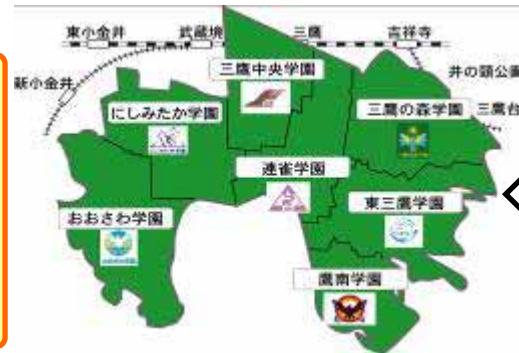 東小金井 武蔵境 三鷹 吉祥寺
新小金井
井の頭公園
三鷹台
三鷹中央学園
にしみたか学園
三鷹の森学園
連雀学園
東三鷹学園
おおさわ学園
鷹南学園